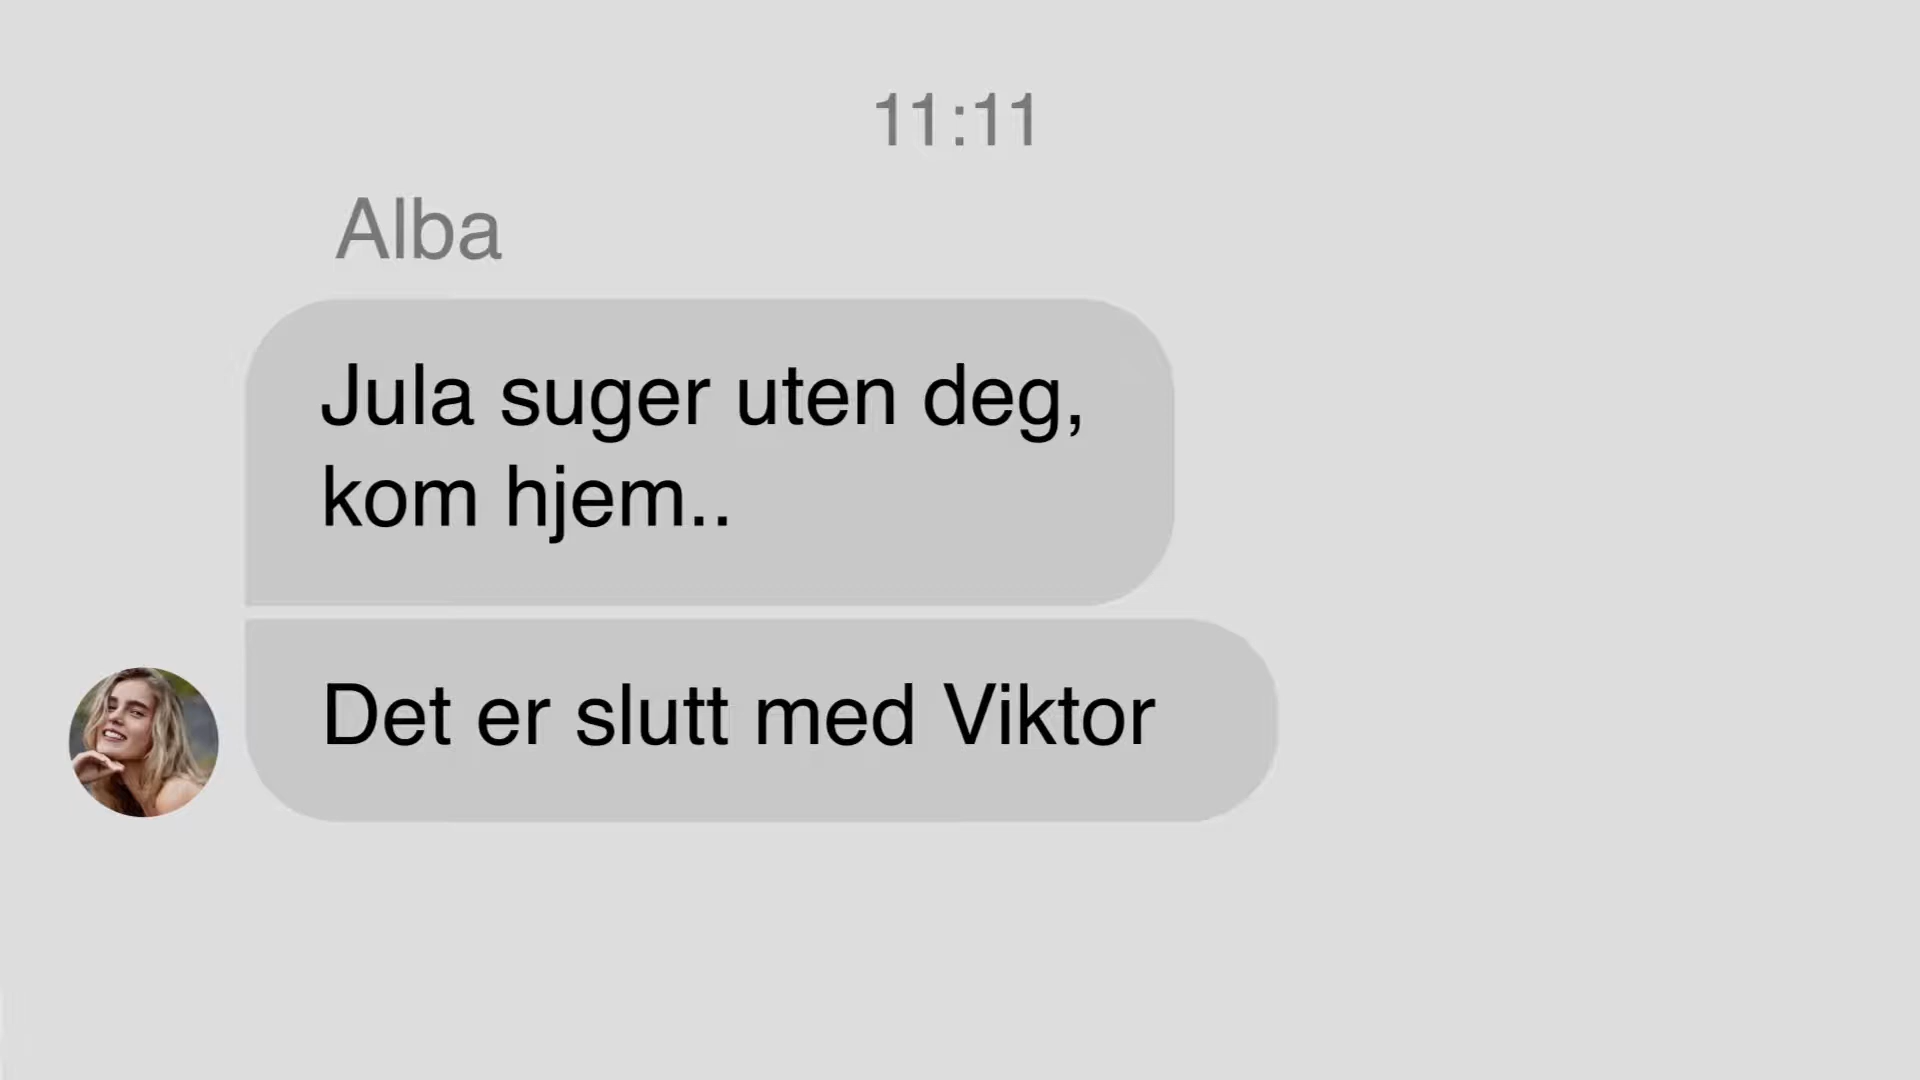 11:11
Alba
Jula suger uten deg,
kom hjem..
Det er slutt med Viktor